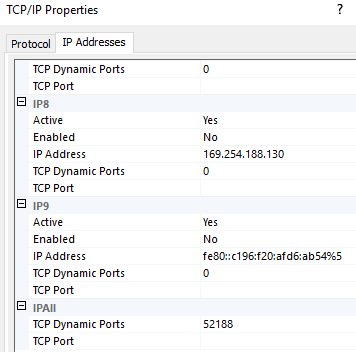 TCP/IP Properties ?
Protocol IP Addresses
TCP Dynamic Ports 0
TCP Port
IP8
Active Yes
Enabled No
IP Address 169.254.188.130
TCP Dynamic Ports 0
TCP Port
IP9
Active Yes
Enabled No
IP Address fe80::c196:f20:afd6:ab54%5
TCP Dynamic Ports 0
TCP Port
IPAll
TCP Dynamic Ports 52188
TCP Port